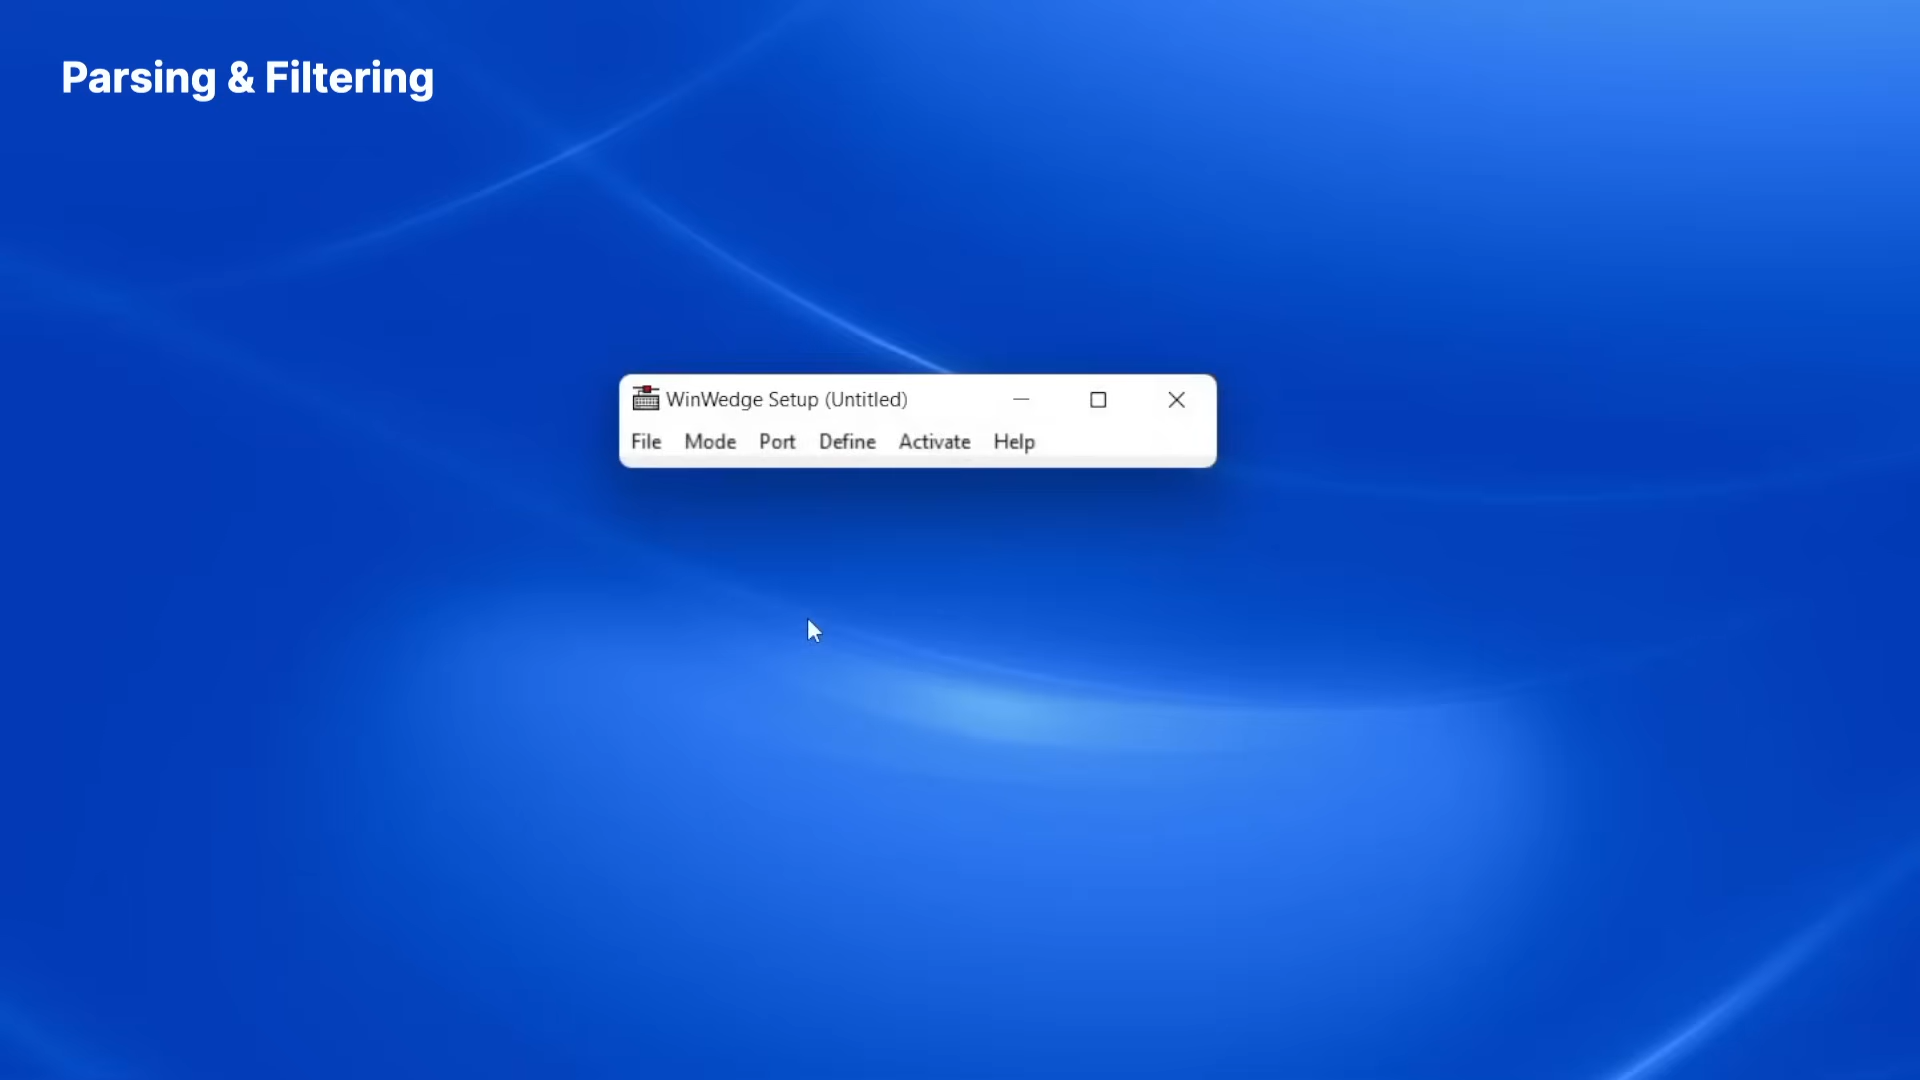 Parsing & Filtering
WinWedge Setup (Untitled)
File Mode Port Define Activate Help